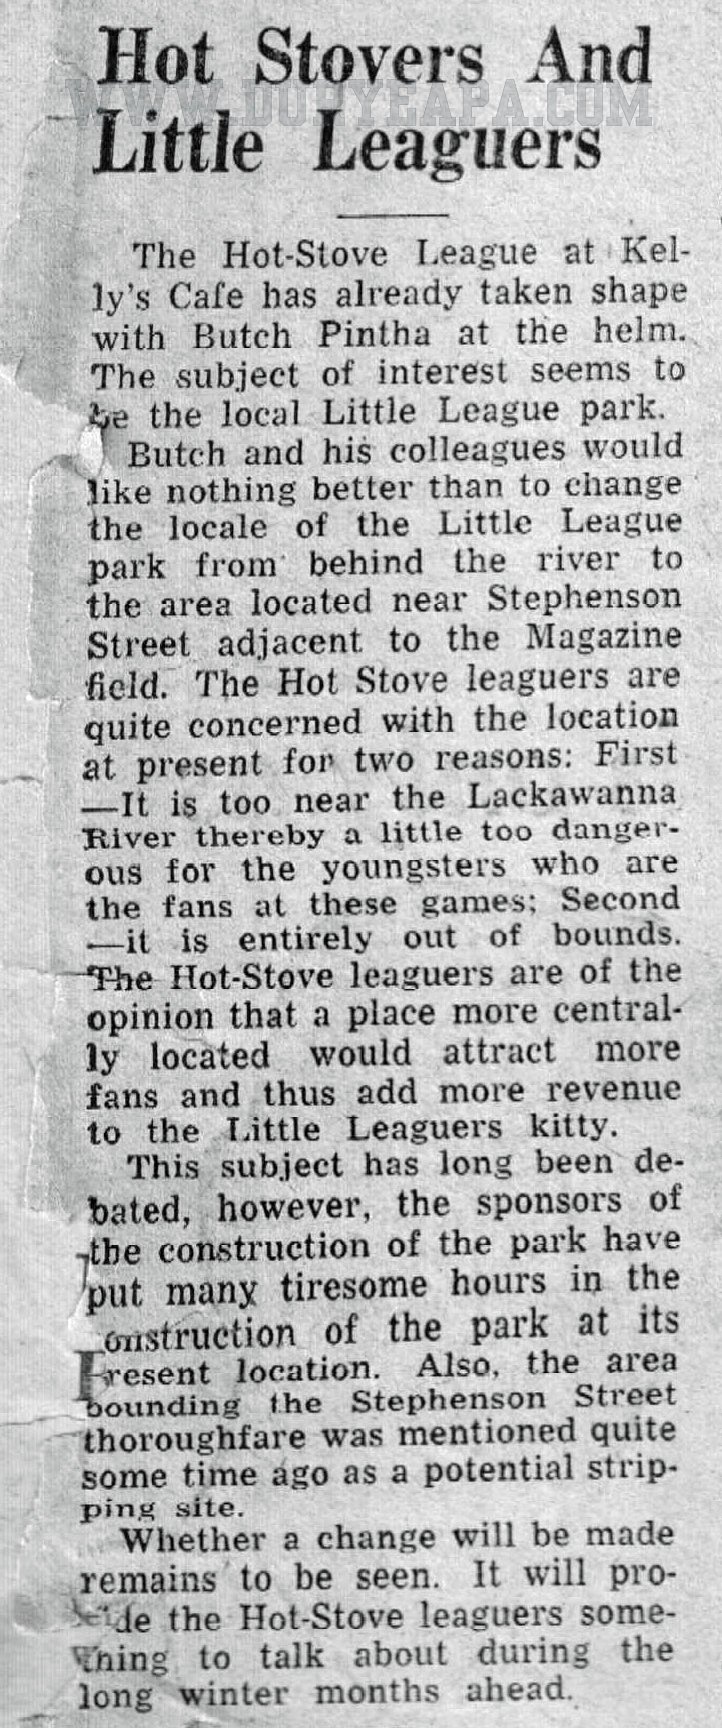 Hot Stovers And
WWW.DURYEAPA.COM
Little Leaguers
The Hot-Stove League at Kel-
ly's Cafe has already taken shape
with Butch Pintha at the helm.
The subject of interest seems to
be the local Little League park.
Butch and his colleagues would
like nothing better than to change
the locale of the Little League
park from behind the river to
the area located near Stephenson
Street adjacent to the Magazine
field. The Hot Stove leaguers are
quite concerned with the location
at present for two reasons: First
—It is too near the Lackawanna
River thereby a little too danger-
ous for the youngsters who are
the fans at these games; Second
—it is entirely out of bounds.
The Hot-Stove leaguers are of the
opinion that a place more central-
ly located would attract more
fans and thus add more revenue
to the Little Leaguers kitty.
This subject has long been de-
bated, however, the sponsors of
the construction of the park have
put many tiresome hours in the
construction of the park at its
present location. Also, the area
bounding the Stephenson Street
thoroughfare was mentioned quite
some time ago as a potential strip-
ping site.
Whether a change will be made
remains to be seen. It will pro-
vide the Hot-Stove leaguers some-
thing to talk about during the
long winter months ahead.